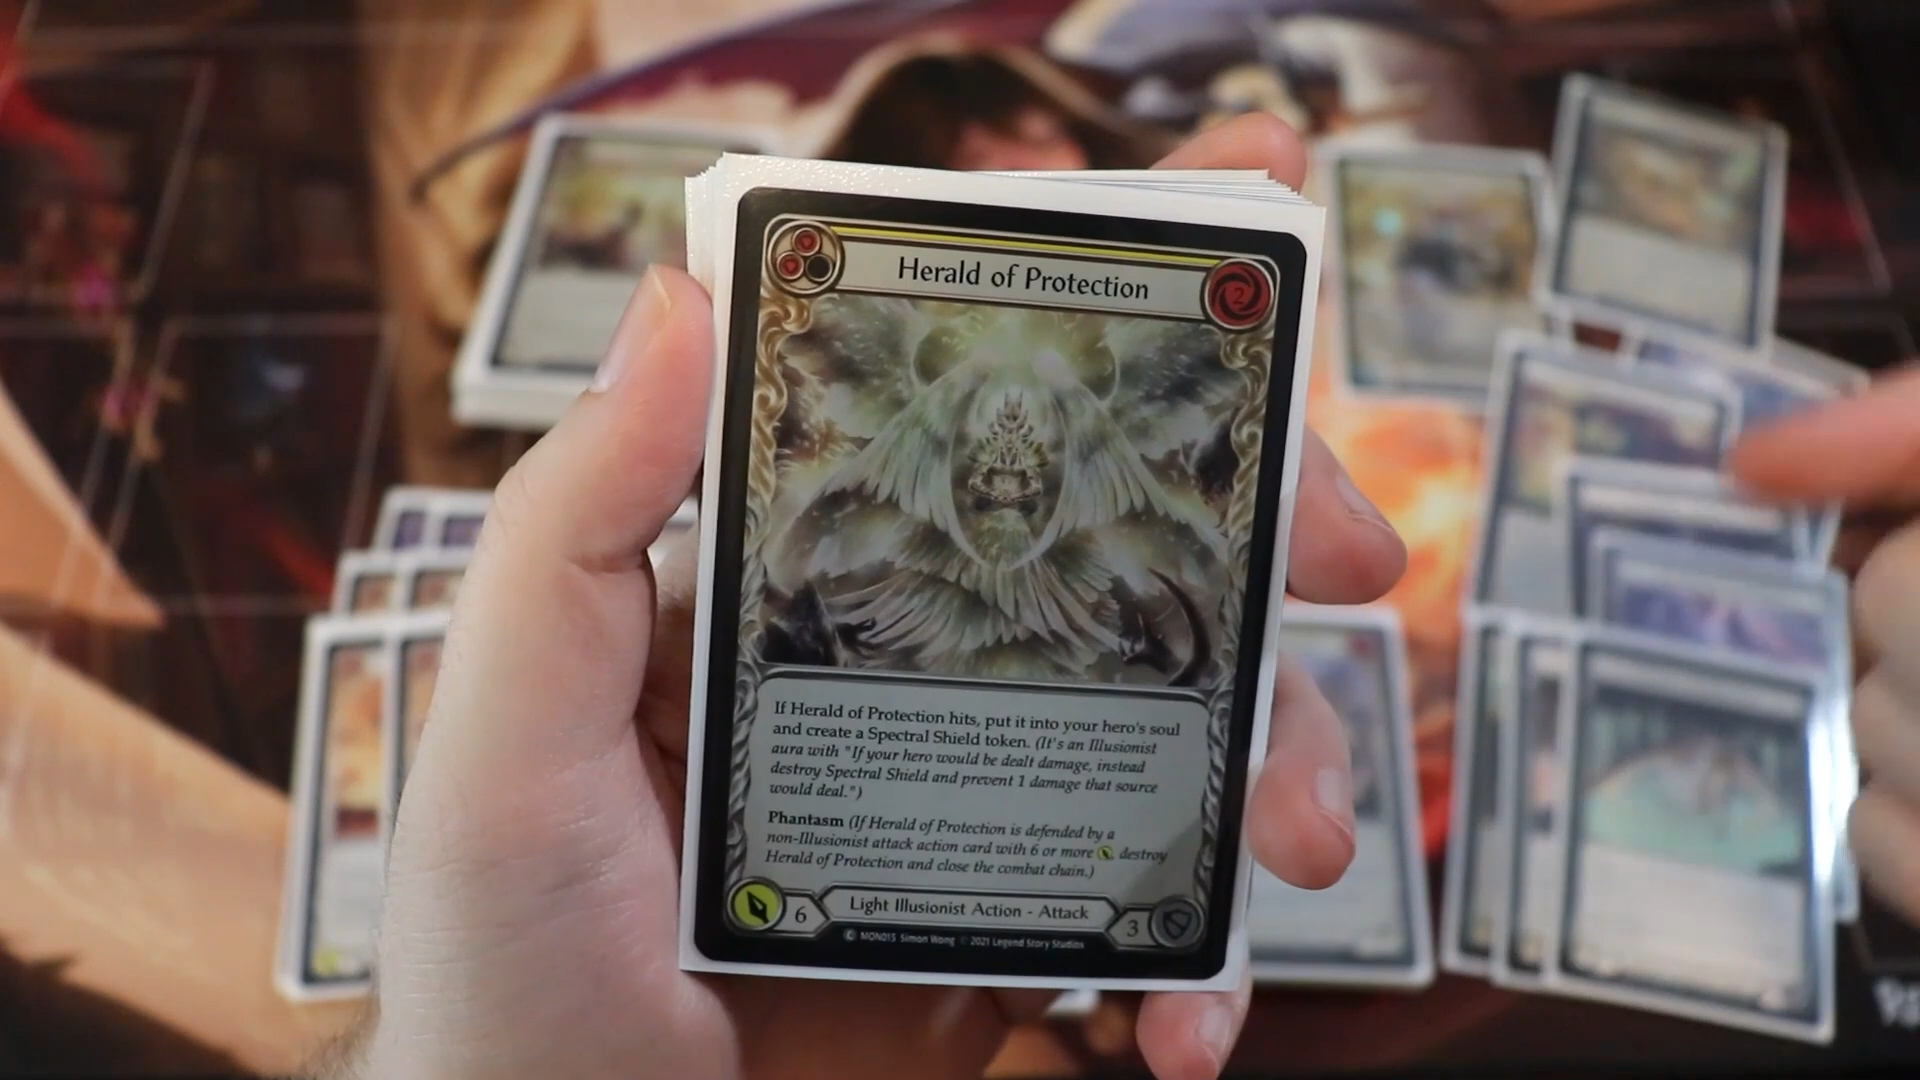 Herald of Protection
2
If Herald of Protection hits, put it into your hero's soul
and create a Spectral Shield token. (It's an Illusionist
aura with "If your hero would be dealt damage, instead
destroy Spectral Shield and prevent 1 damage that source
would deal.")
Phantasm (If Herald of Protection is defended by a
non-Illusionist attack action card with 6 or more , destroy
Herald of Protection and close the combat chain.)
6 Light Illusionist Action - Attack 3
C MON015 Simon Wong © 2021 Legend Story Studios